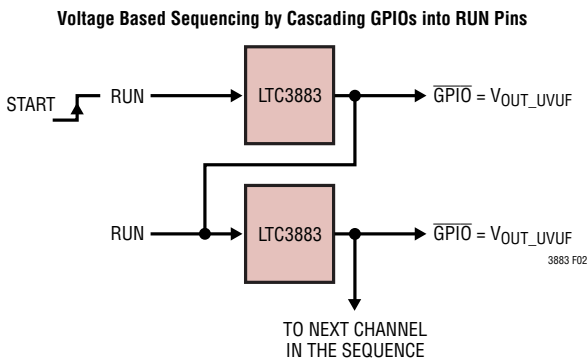 Voltage Based Sequencing by Cascading GPIOs into RUN Pins
START
RUN
LTC3883
GPIO = VOUT_UVUF
RUN
LTC3883
GPIO = VOUT_UVUF
3883 F02
TO NEXT CHANNEL
IN THE SEQUENCE